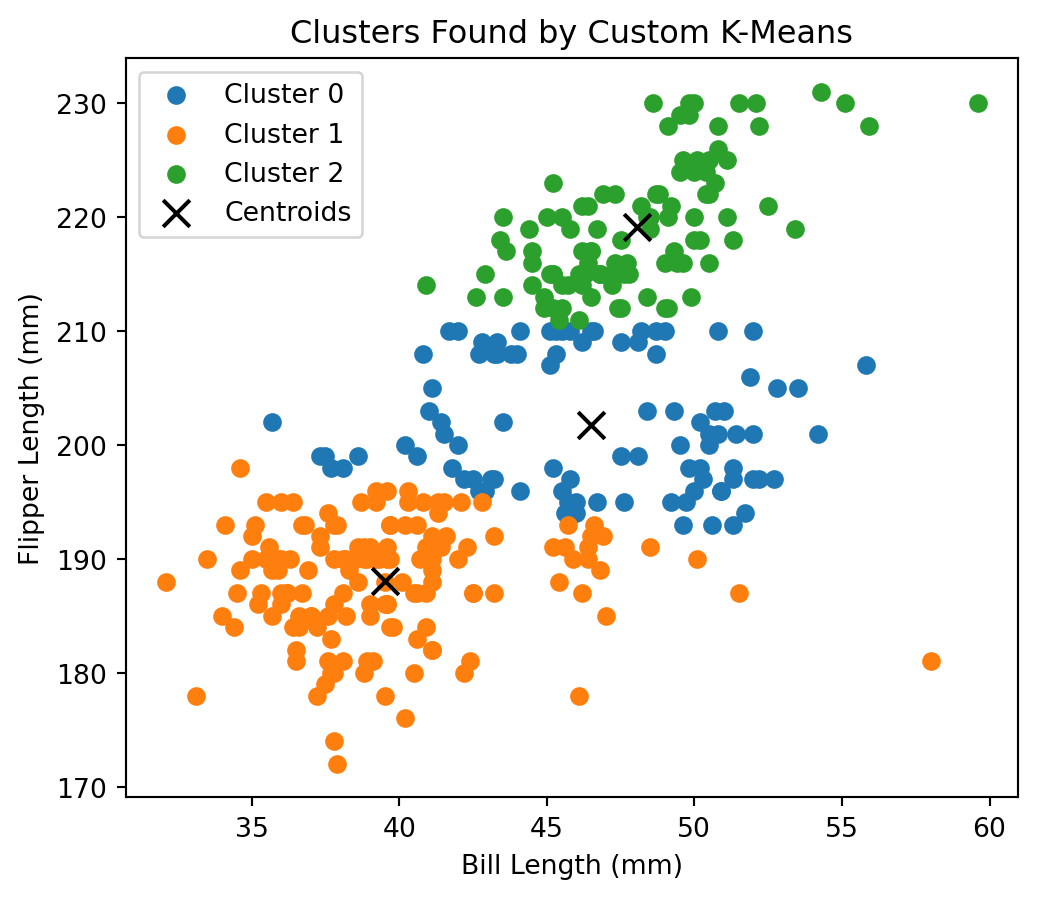 Clusters Found by Custom K-Means
Cluster 0
Cluster 1
Cluster 2
Centroids
230
220
210
200
190
180
170
Flipper Length (mm)
35 40 45 50 55 60
Bill Length (mm)